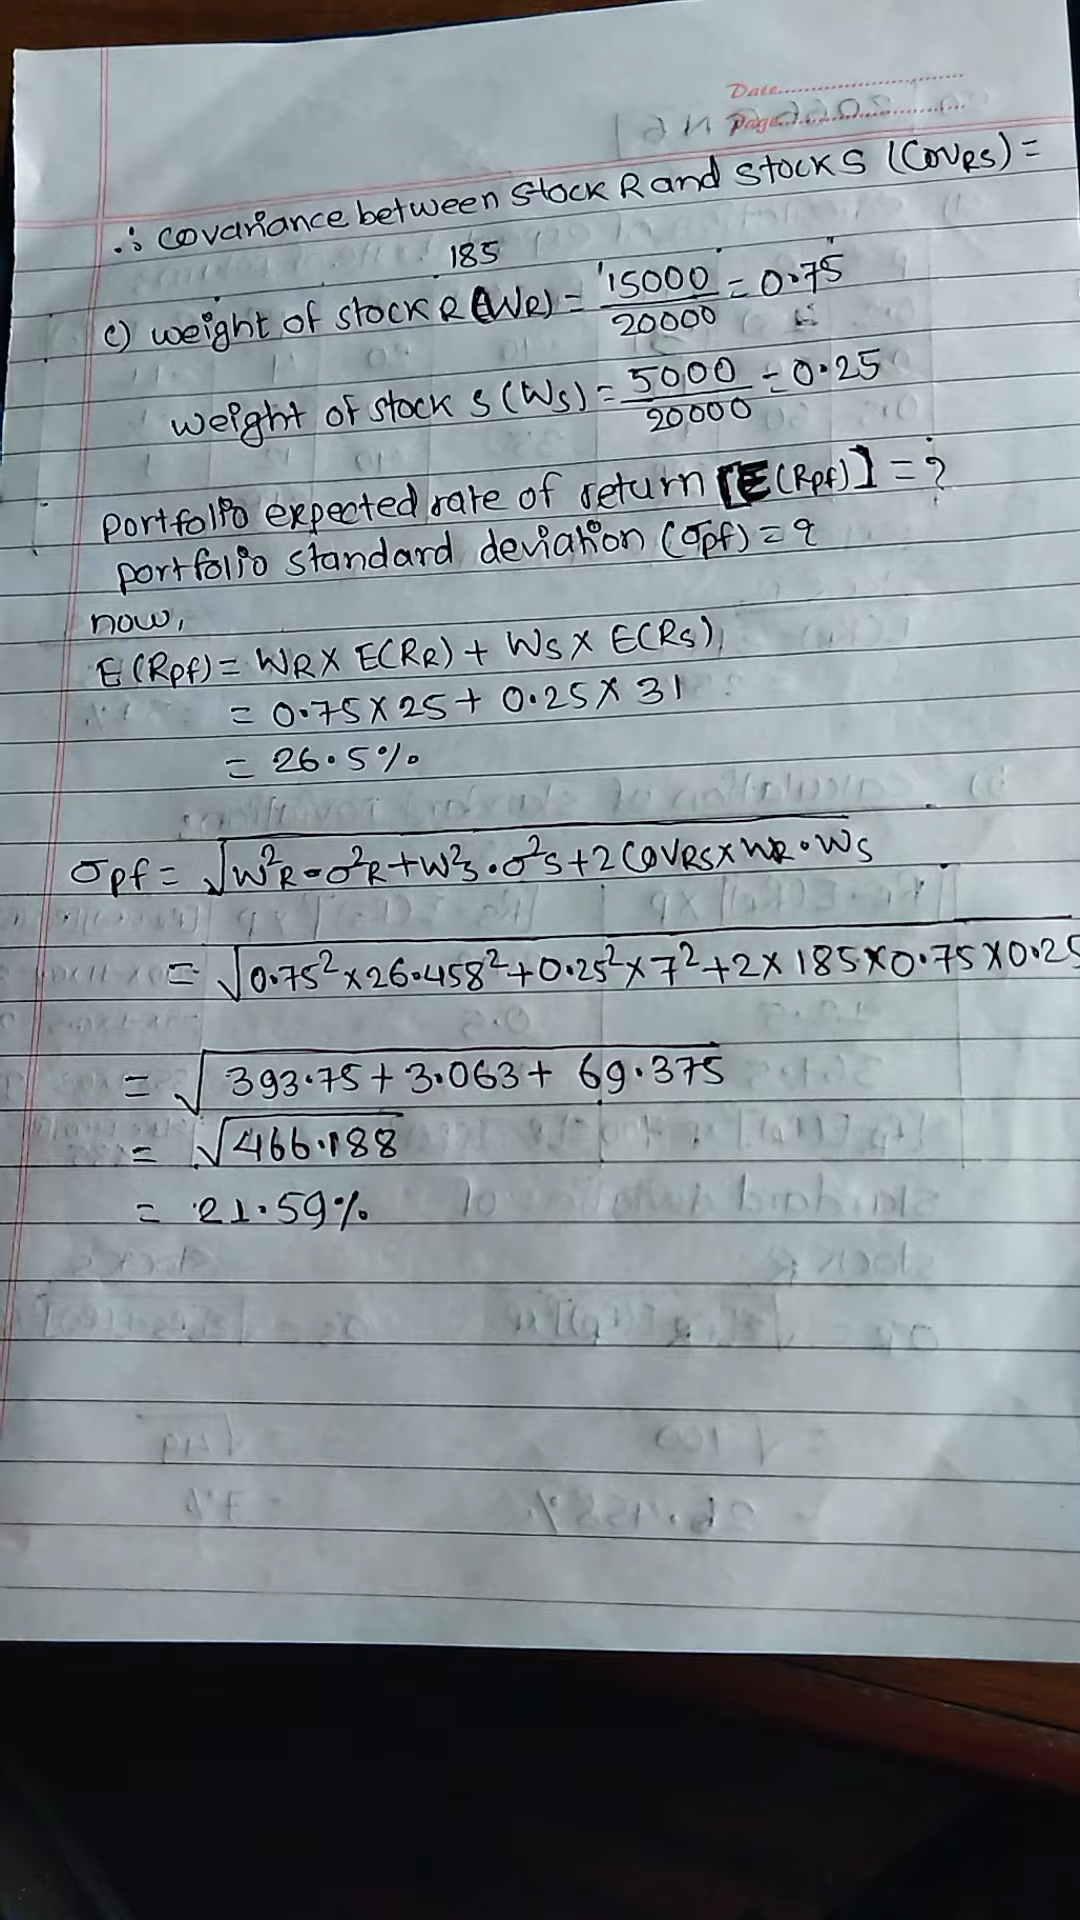 Date
Page
∴ covariance between stock R and stock S (CovRS) =
185
c) weight of stock R (WR) = 15000/20000 = 0.75
weight of stock S (WS) = 5000/20000 = 0.25
portfolio expected rate of return [E(Rpf)] = ?
portfolio standard deviation (σpf) = ?
now,
E(Rpf) = WR X E(RR) + WS X E(RS)
= 0.75 X 25 + 0.25 X 31
= 26.5%
σpf = √W²R . σ²R + W²S . σ²S + 2 CovRS x WR . WS
= √0.75² x 26.458² + 0.25² x 7² + 2 x 185 x 0.75 x 0.25
= √393.75 + 3.063 + 69.375
= √466.188
= 21.59%